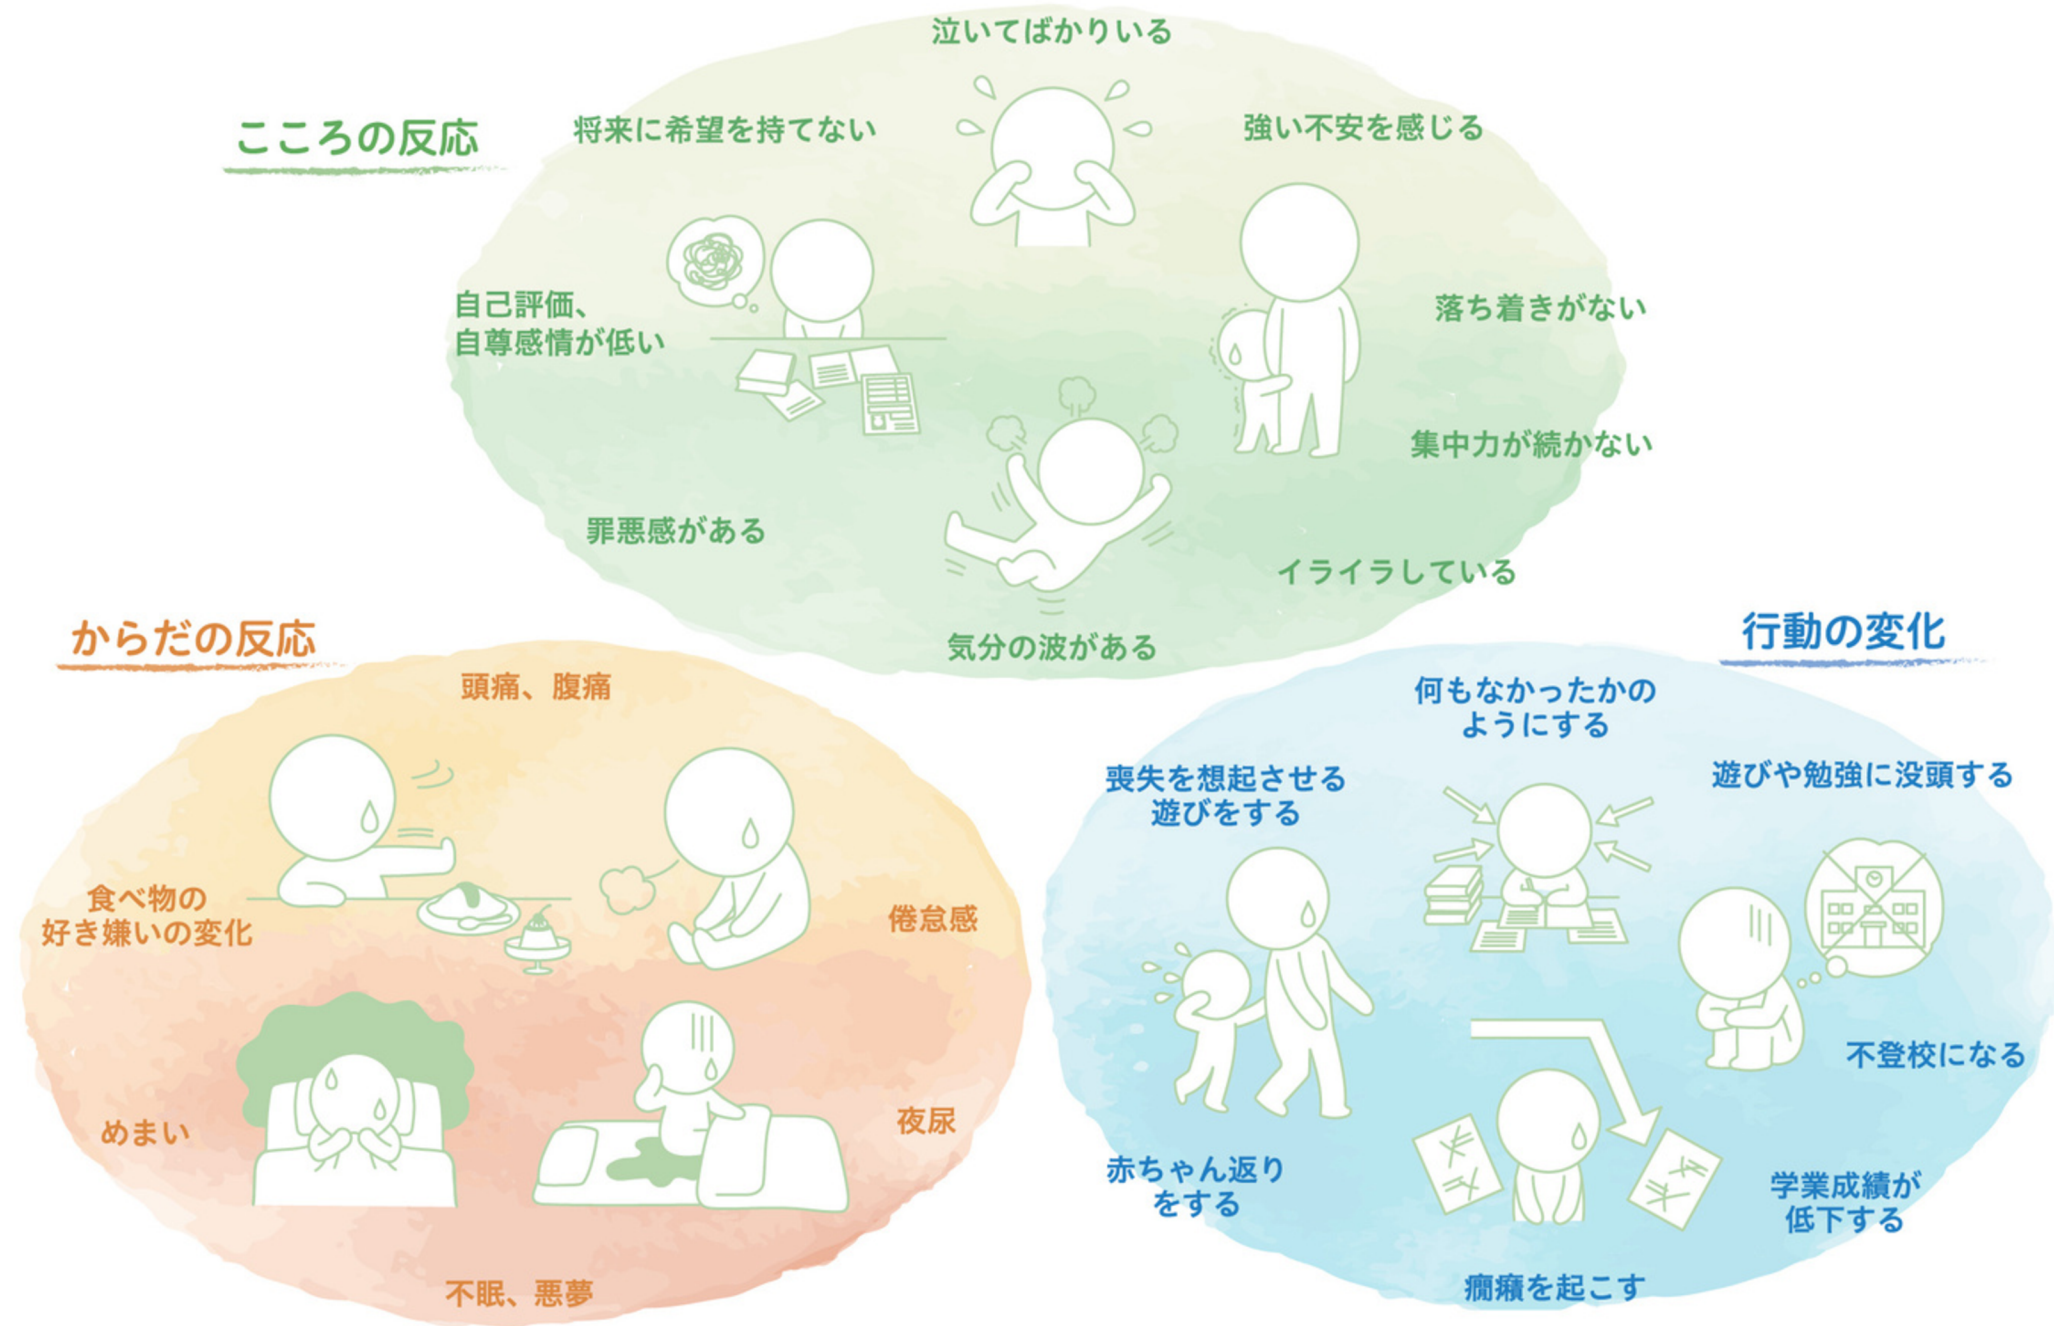 こころの反応
泣いてばかりいる
将来に希望を持てない
強い不安を感じる
自己評価、
自尊感情が低い
落ち着きがない
集中力が続かない
罪悪感がある
イライラしている
気分の波がある
からだの反応
頭痛、腹痛
食べ物の
好き嫌いの変化
倦怠感
めまい
夜尿
不眠、悪夢
行動の変化
何もなかったかの
ようにする
喪失を想起させる
遊びをする
遊びや勉強に没頭する
不登校になる
赤ちゃん返り
をする
学業成績が
低下する
癇癪を起こす